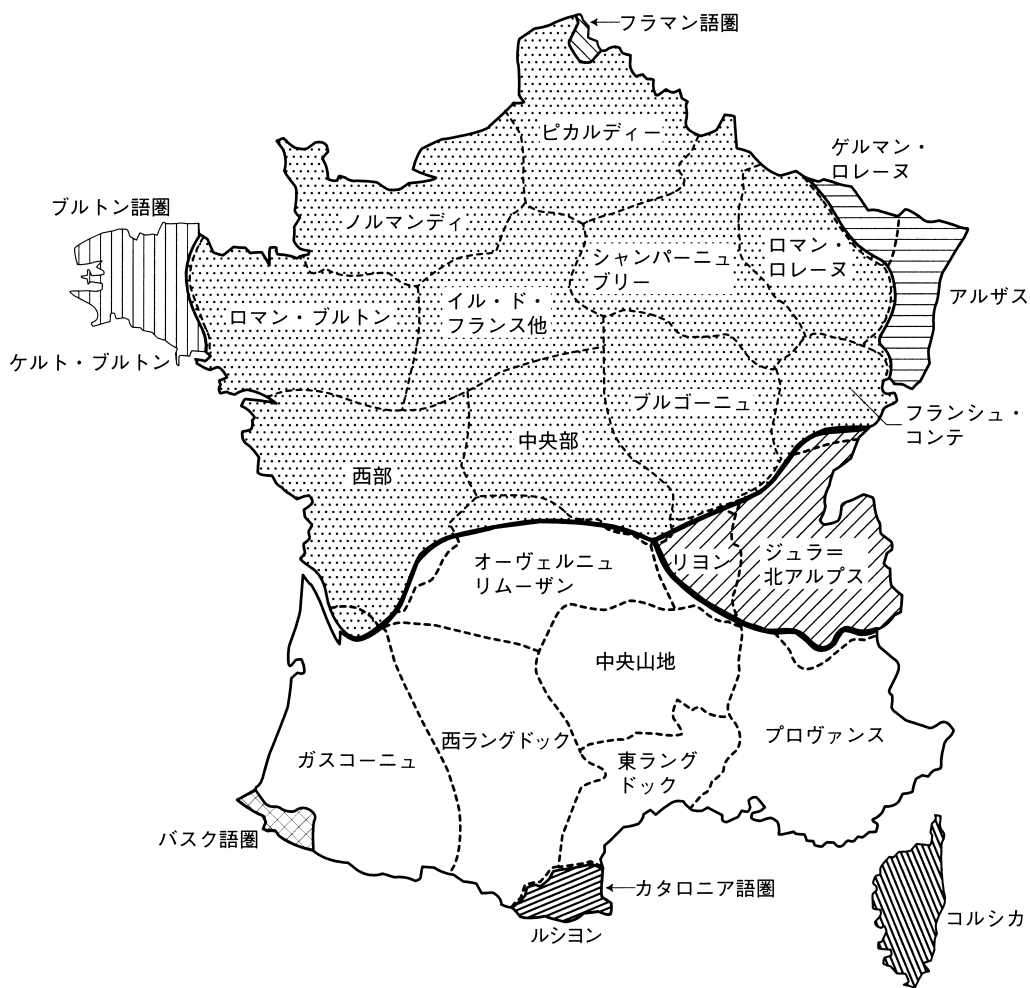 フラマン語圏
ピカルディー
ゲルマン・
ロレーヌ
ブルトン語圏
ノルマンディ
シャンパーニュ
ブリー
ロマン・
ロレーヌ
アルザス
ロマン・ブルトン
イル・ド・
フランス他
ケルト・ブルトン
ブルゴーニュ
フランシュ・
コンテ
中央部
西部
オーヴェルニュ
リムーザン
リヨン
ジュラ=
北アルプス
中央山地
西ラングドック
プロヴァンス
ガスコーニュ
東ラング
ドック
バスク語圏
カタロニア語圏
ルシヨン
コルシカ